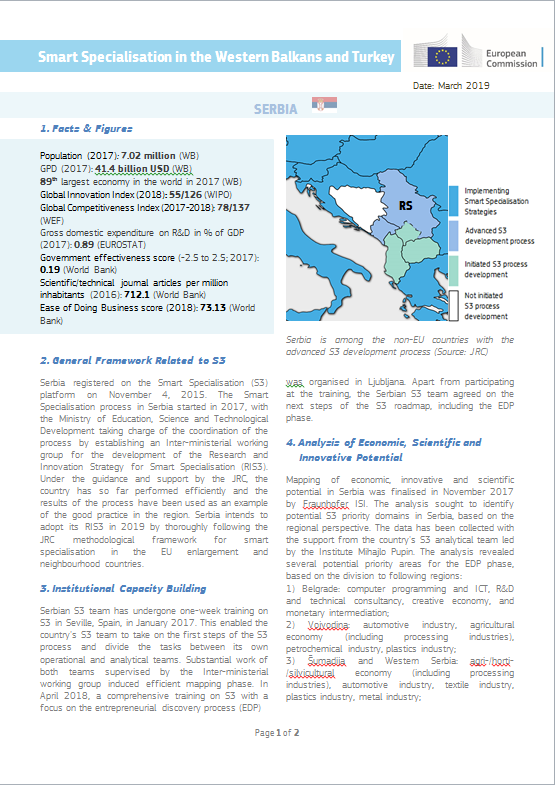 Smart Specialisation in the Western Balkans and Turkey
European
Commission
Date: March 2019
SERBIA
1. Facts & Figures
Population (2017): 7.02 million (WB)
GPD (2017): 41.4 billion USD (WB)
89th largest economy in the world in 2017 (WB)
Global Innovation Index (2018): 55/126 (WIPO)
Global Competitiveness Index (2017-2018): 78/137
(WEF)
Gross domestic expenditure on R&D in % of GDP
(2017): 0.89 (EUROSTAT)
Government effectiveness score (-2.5 to 2.5; 2017):
0.19 (World Bank)
Scientific/technical journal articles per million
inhabitants (2016): 712.1 (World Bank)
Ease of Doing Business score (2018): 73.13 (World
Bank)
RS
Implementing
Smart Specialisation
Strategies
Advanced S3
development process
Initiated S3 process
development
Not initiated
S3 process
development
Serbia is among the non-EU countries with the
advanced S3 development process (Source: JRC)
2. General Framework Related to S3
Serbia registered on the Smart Specialisation (S3)
platform on November 4, 2015. The Smart
Specialisation process in Serbia started in 2017, with
the Ministry of Education, Science and Technological
Development taking charge of the coordination of the
process by establishing an Inter-ministerial working
group for the development of the Research and
Innovation Strategy for Smart Specialisation (RIS3).
Under the guidance and support by the JRC, the
country has so far performed efficiently and the
results of the process have been used as an example
of the good practice in the region. Serbia intends to
adopt its RIS3 in 2019 by thoroughly following the
JRC methodological framework for smart
specialisation in the EU enlargement and
neighbourhood countries.
3. Institutional Capacity Building
Serbian S3 team has undergone one-week training on
S3 in Seville, Spain, in January 2017. This enabled the
country's S3 team to take on the first steps of the S3
process and divide the tasks between its own
operational and analytical teams. Substantial work of
both teams supervised by the Inter-ministerial
working group induced efficient mapping phase. In
April 2018, a comprehensive training on S3 with a
focus on the entrepreneurial discovery process (EDP)
was organised in Ljubljana. Apart from participating
at the training, the Serbian S3 team agreed on the
next steps of the S3 roadmap, including the EDP
phase.
4. Analysis of Economic, Scientific and
Innovative Potential
Mapping of economic, innovative and scientific
potential in Serbia was finalised in November 2017
by Fraunhofer ISI. The analysis sought to identify
potential S3 priority domains in Serbia, based on the
regional perspective. The data has been collected with
the support from the country's S3 analytical team led
by the Institute Mihajlo Pupin. The analysis revealed
several potential priority areas for the EDP phase,
based on the division to following regions:
1) Belgrade: computer programming and ICT, R&D
and technical consultancy, creative economy, and
monetary intermediation;
2) Vojvodina: automotive industry, agricultural
economy (including processing industries),
petrochemical industry, plastics industry;
3) Šumadija and Western Serbia: agri-/horti-
/silvicultural economy (including processing
industries), automotive industry, textile industry,
plastics industry, metal industry;
Page 1 of 2